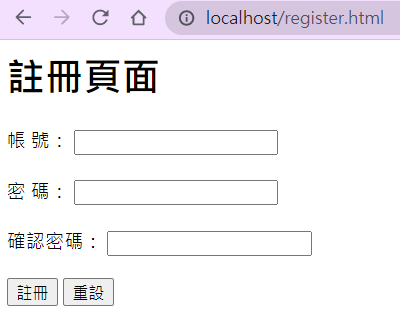 localhost/register.html
註冊頁面
帳 號：
密 碼：
確認密碼：
註冊 重設